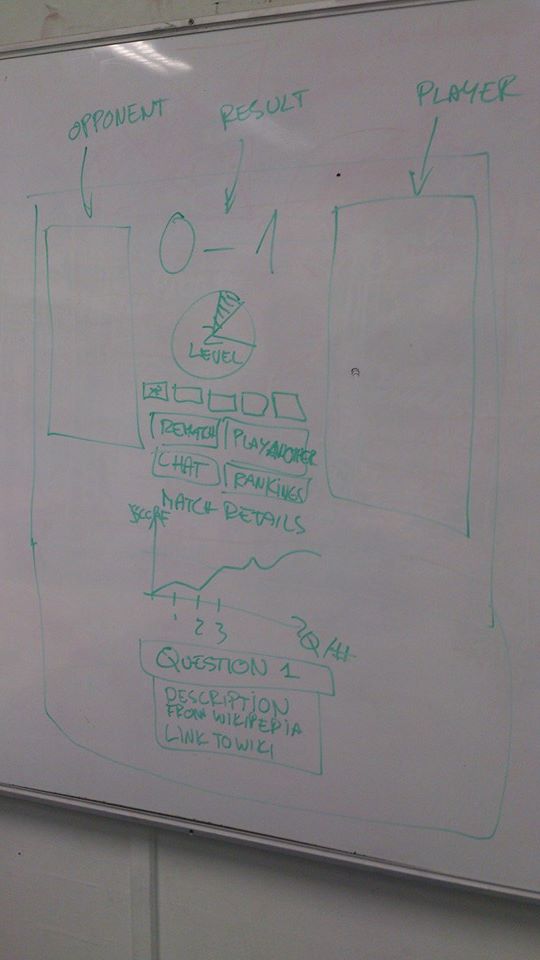 OPPONENT RESULT PLAYER
0-1
LEVEL
REMATCH PLAY ANOTHER
CHAT RANKINGS
MATCH DETAILS
SCORE
1 2 3
QUESTION 1
DESCRIPTION
FROM WIKIPEDIA
LINK TO WIKI